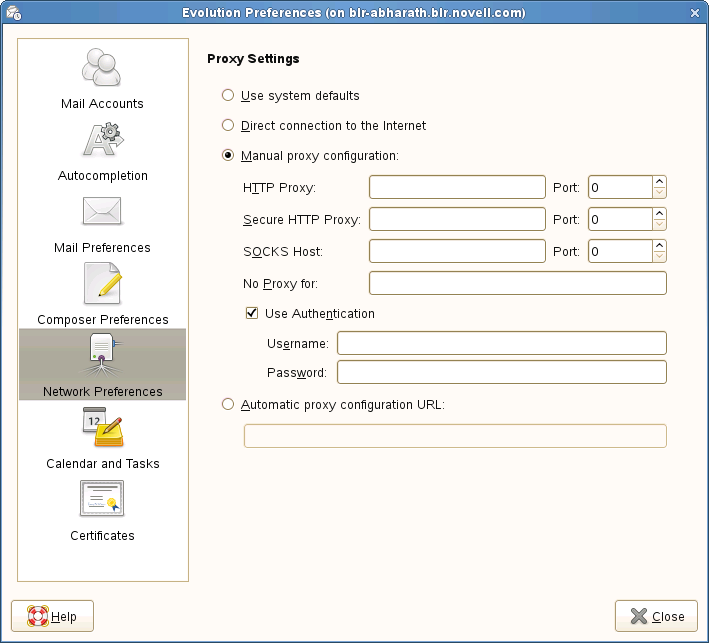 Evolution Preferences (on blr-abharath.blr.novell.com)
Mail Accounts
Autocompletion
Mail Preferences
Composer Preferences
Network Preferences
12
Calendar and Tasks
Certificates
Proxy Settings
Use system defaults
Direct connection to the Internet
Manual proxy configuration:
HTTP Proxy: Port: 0
Secure HTTP Proxy: Port: 0
SOCKS Host: Port: 0
No Proxy for:
Use Authentication
Username:
Password:
Automatic proxy configuration URL:
Help
Close